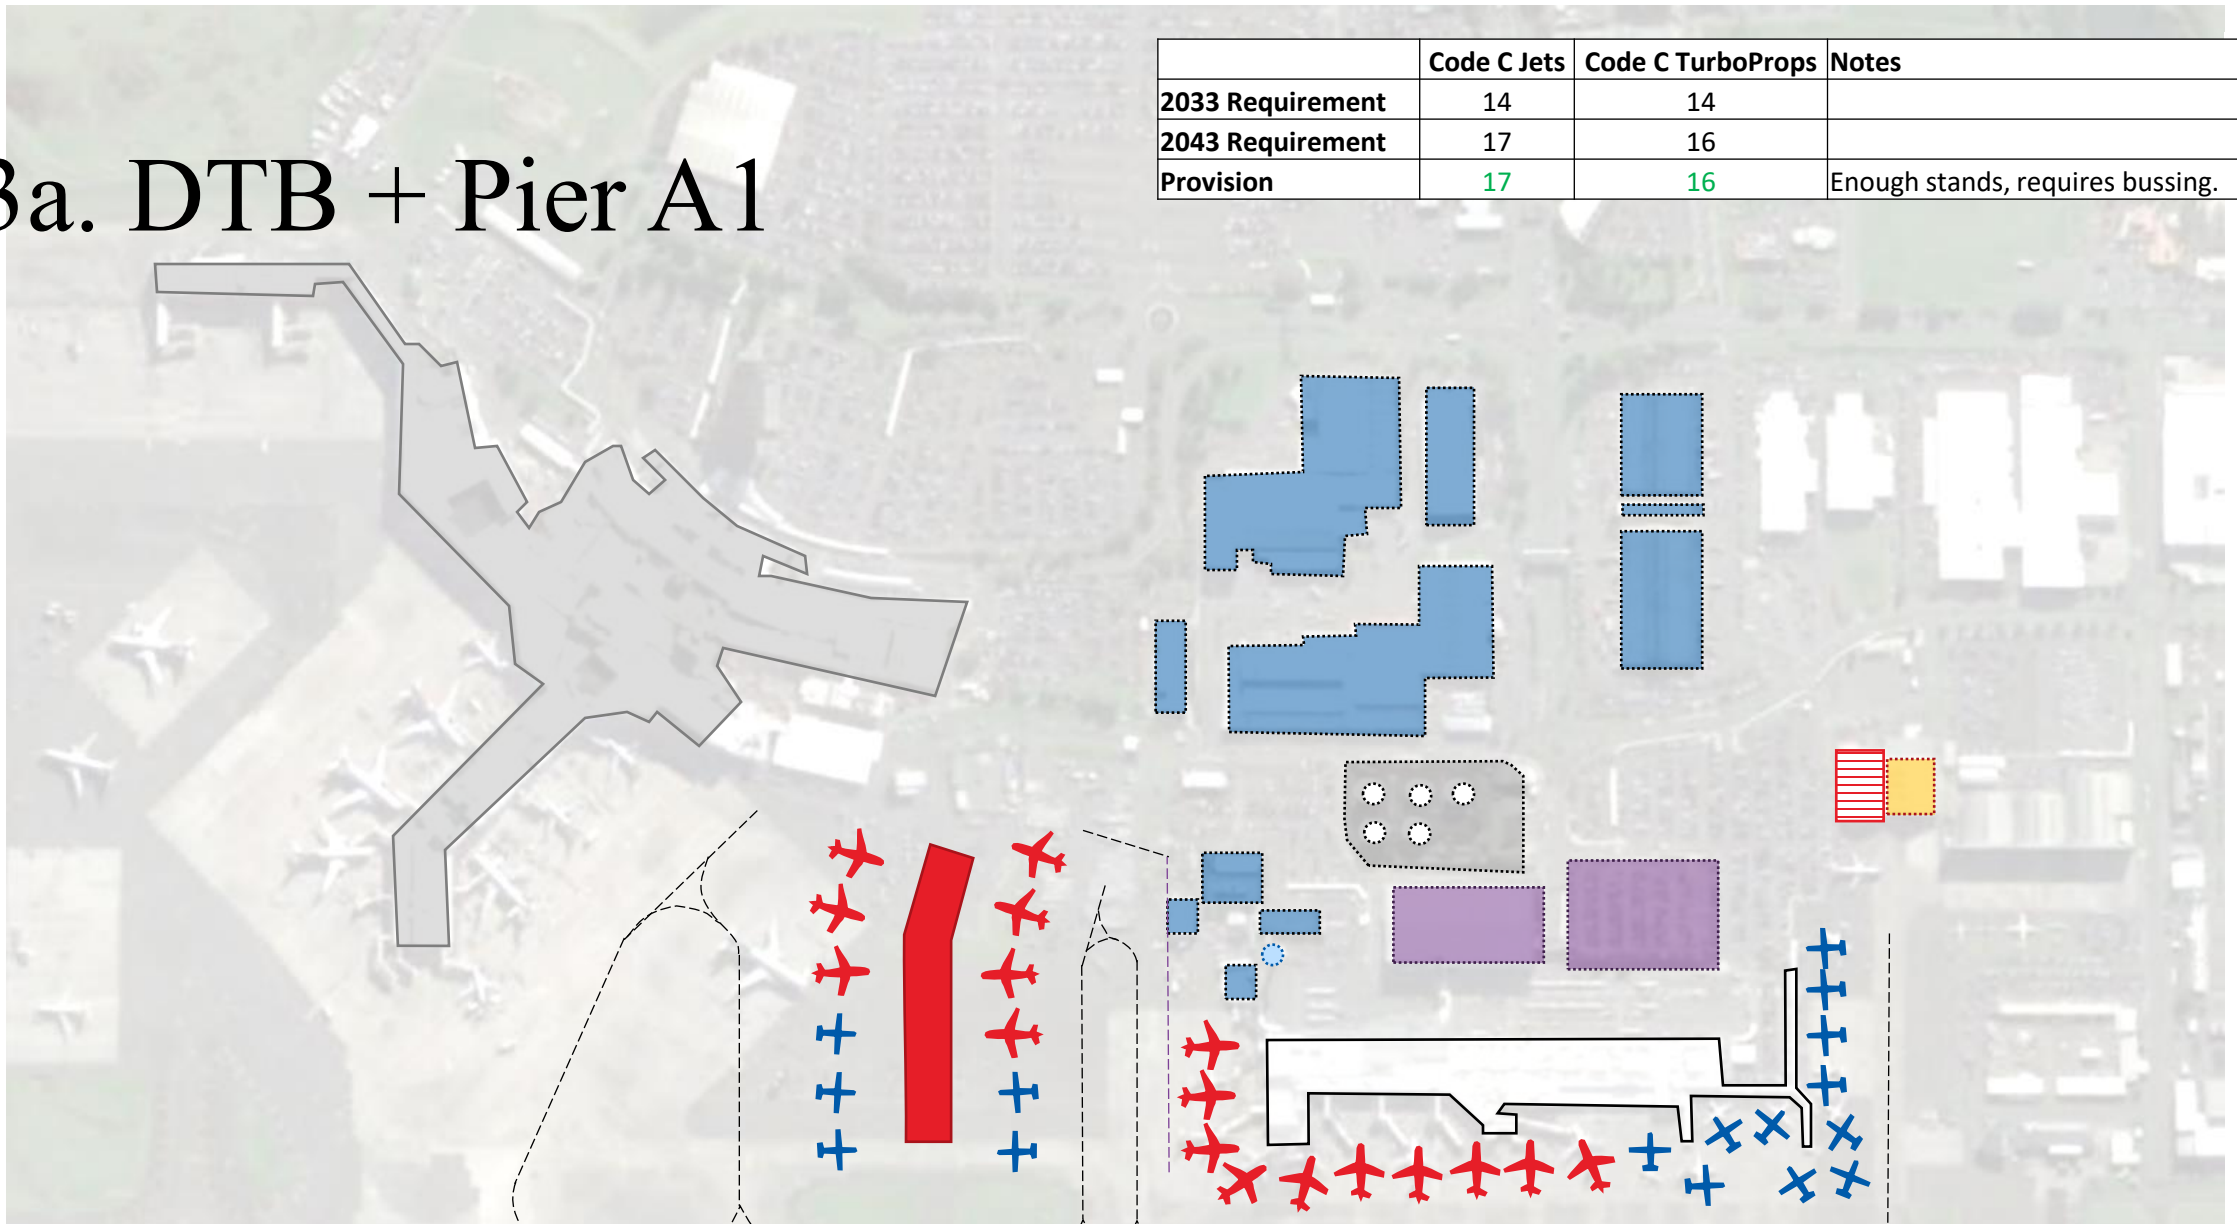 Code C Jets Code C TurboProps Notes
2033 Requirement 14 14
2043 Requirement 17 16
Provision 17 16 Enough stands, requires bussing.
3a. DTB + Pier A1